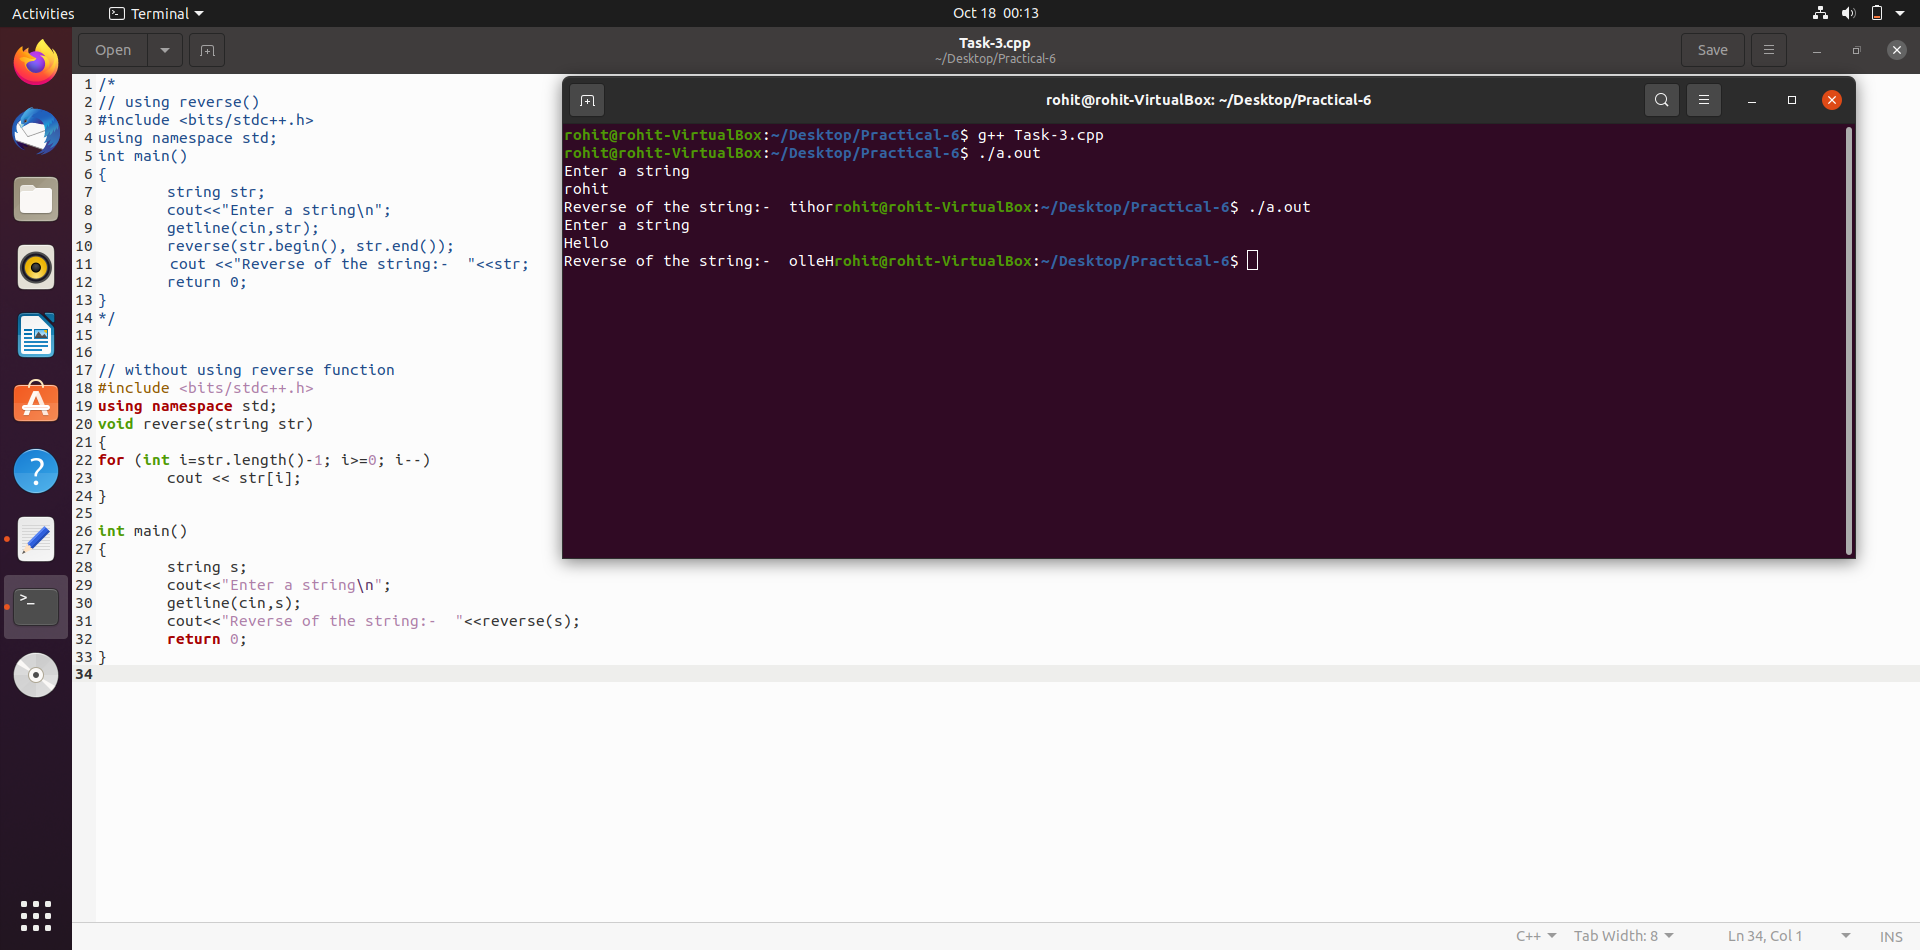 Activities
Terminal
Oct 18 00:13
Open
Task-3.cpp
~/Desktop/Practical-6
Save
1 /*
2 // using reverse()
3 #include <bits/stdc++.h>
4 using namespace std;
5 int main()
6 {
7         string str;
8         cout<<"Enter a string\n";
9         getline(cin,str);
10         reverse(str.begin(), str.end());
11         cout <<"Reverse of the string:-  "<<str;
12         return 0;
13 }
14 */
15
16
17 // without using reverse function
18 #include <bits/stdc++.h>
19 using namespace std;
20 void reverse(string str)
21 {
22 for (int i=str.length()-1; i>=0; i--)
23         cout << str[i];
24 }
25
26 int main()
27 {
28         string s;
29         cout<<"Enter a string\n";
30         getline(cin,s);
31         cout<<"Reverse of the string:-  "<<reverse(s);
32         return 0;
33 }
34
rohit@rohit-VirtualBox: ~/Desktop/Practical-6
rohit@rohit-VirtualBox:~/Desktop/Practical-6$ g++ Task-3.cpp
rohit@rohit-VirtualBox:~/Desktop/Practical-6$ ./a.out
Enter a string
rohit
Reverse of the string:-  tihorrohit@rohit-VirtualBox:~/Desktop/Practical-6$ ./a.out
Enter a string
Hello
Reverse of the string:-  olleHrohit@rohit-VirtualBox:~/Desktop/Practical-6$
C++
Tab Width: 8
Ln 34, Col 1
INS